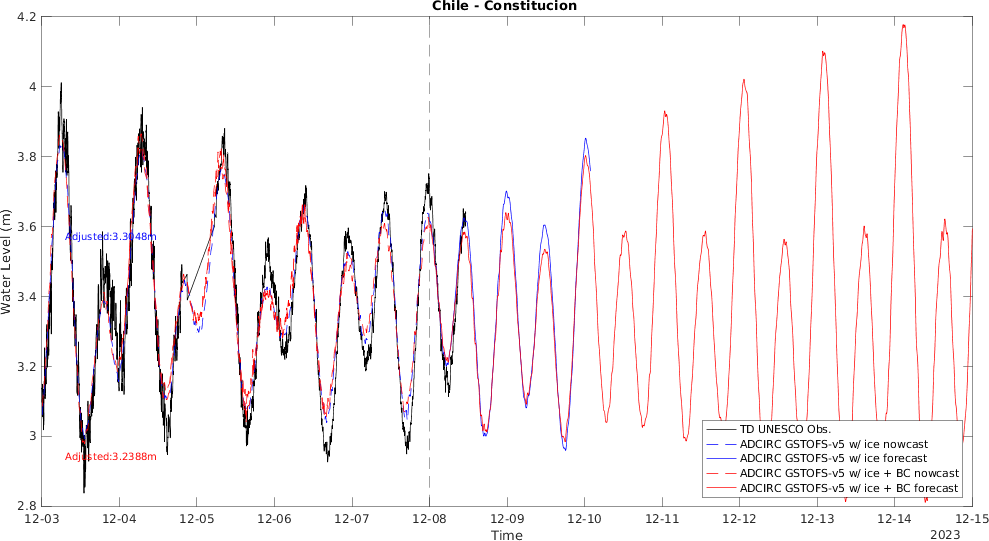 Chile - Constitucion
Water Level (m)
4.2
4
3.8
3.6
3.4
3.2
3
2.8
Adjusted:3.3048m
Adjusted:3.2388m
TD UNESCO Obs.
ADCIRC GSTOFS-v5 w/ ice nowcast
ADCIRC GSTOFS-v5 w/ ice forecast
ADCIRC GSTOFS-v5 w/ ice + BC nowcast
ADCIRC GSTOFS-v5 w/ ice + BC forecast
12-03 12-04 12-05 12-06 12-07 12-08 12-09 12-10 12-11 12-12 12-13 12-14 12-15
Time
2023